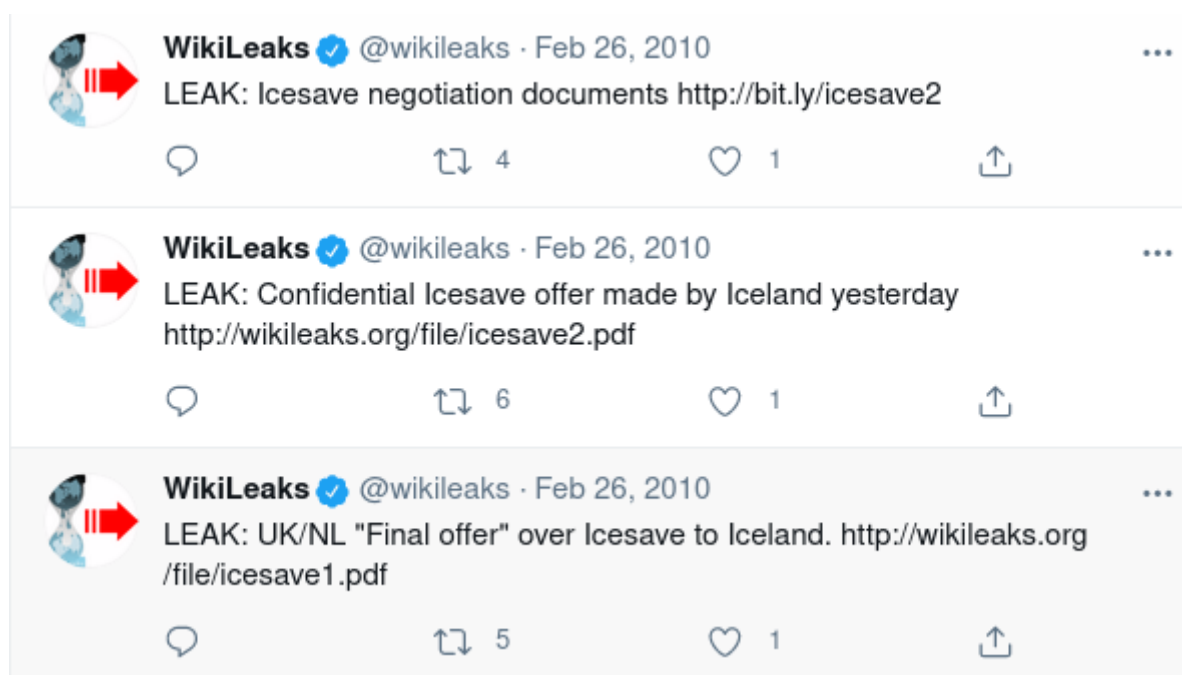 WikiLeaks @wikileaks · Feb 26, 2010
LEAK: Icesave negotiation documents http://bit.ly/icesave2
4 1
WikiLeaks @wikileaks · Feb 26, 2010
LEAK: Confidential Icesave offer made by Iceland yesterday
http://wikileaks.org/file/icesave2.pdf
6 1
WikiLeaks @wikileaks · Feb 26, 2010
LEAK: UK/NL "Final offer" over Icesave to Iceland. http://wikileaks.org
/file/icesave1.pdf
5 1